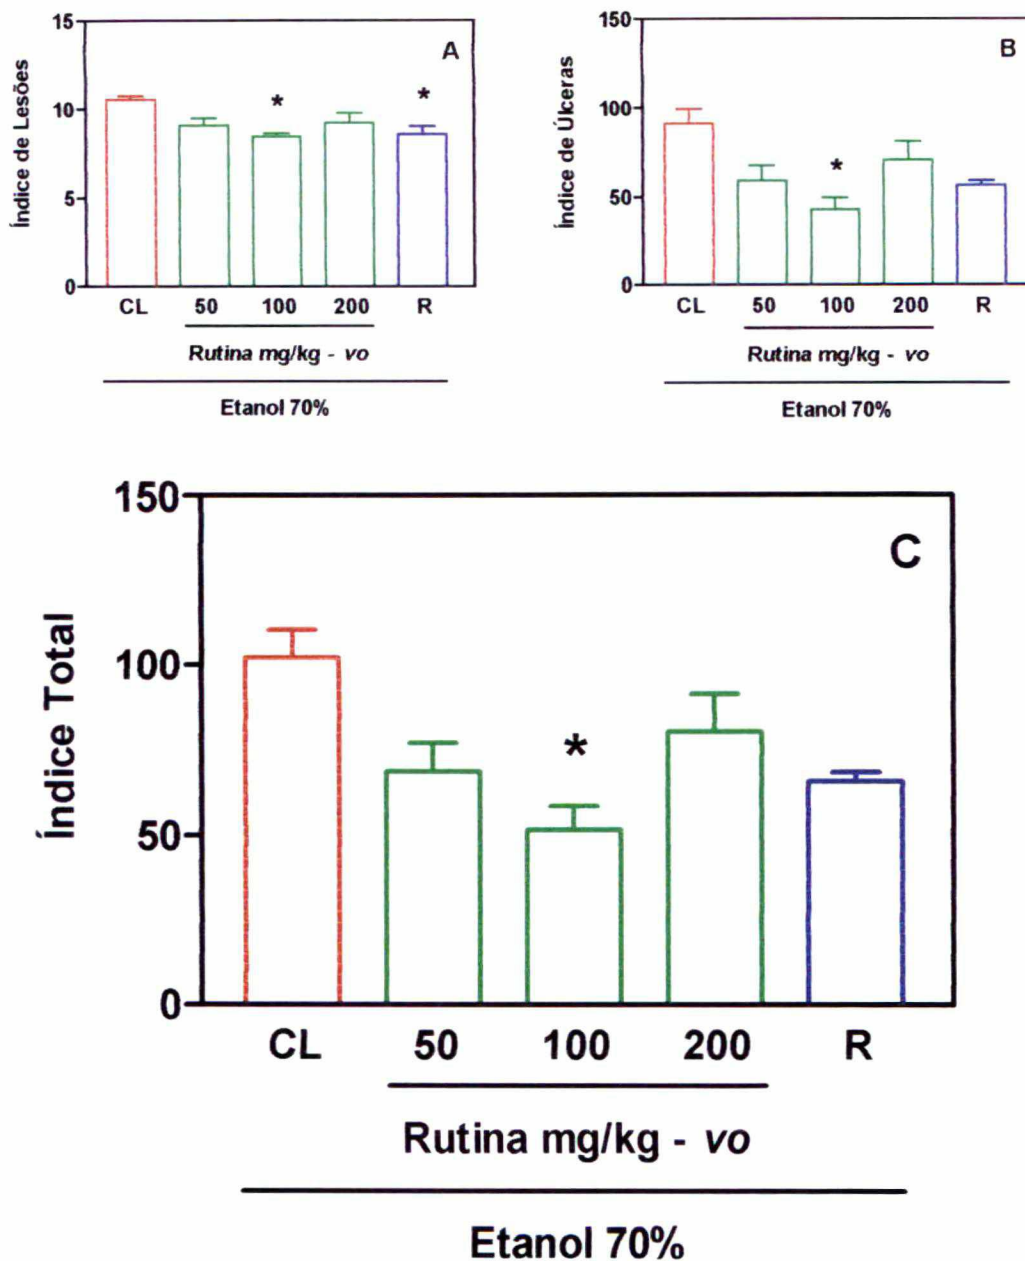 A
Índice de Lesões
15
10
5
0
*
*
CL 50 100 200 R
Rutina mg/kg - vo
Etanol 70%
B
Índice de Úlceras
150
100
50
0
*
CL 50 100 200 R
Rutina mg/kg - vo
Etanol 70%
C
Índice Total
150
100
50
0
*
CL 50 100 200 R
Rutina mg/kg - vo
Etanol 70%